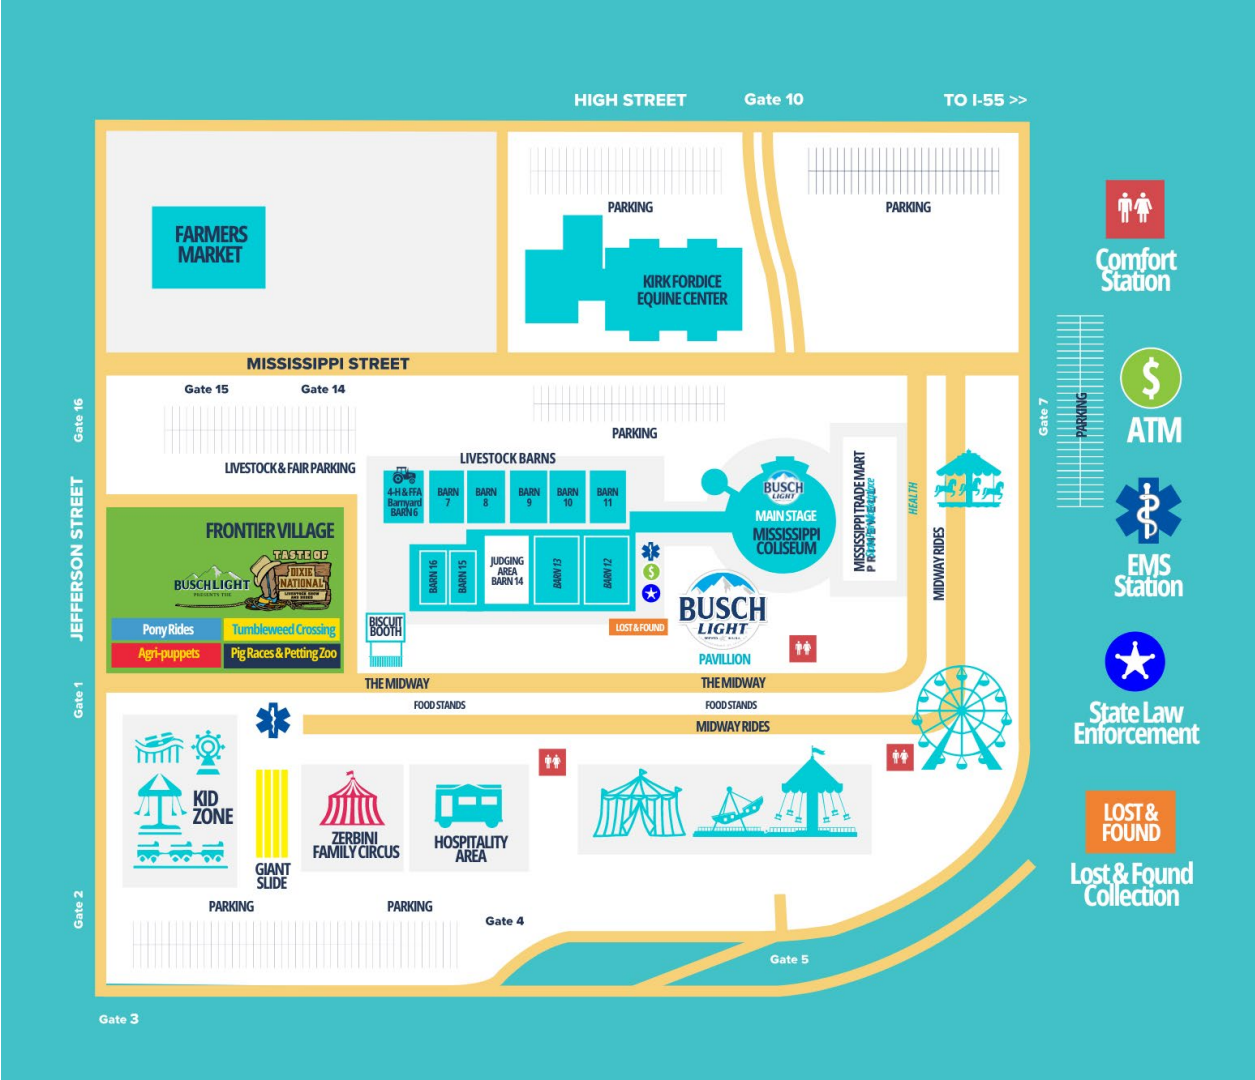 HIGH STREET
Gate 10
TO I-55 >>
PARKING
PARKING
FARMERS
MARKET
KIRK FORDICE
EQUINE CENTER
Comfort
Station
MISSISSIPPI STREET
Gate 15
Gate 14
Gate 16
PARKING
LIVESTOCK & FAIR PARKING
LIVESTOCK BARNS
4-H & FFA
Barnyard
BARN 6
BARN
7
BARN
8
BARN
9
BARN
10
BARN
11
BUSCH
LIGHT
MAIN STAGE
MISSISSIPPI
COLISEUM
MISSISSIPPI TRADE MART
HEALTH
MIDWAY RIDES
Gate 7
PARKING
$
ATM
EMS
Station
JEFFERSON STREET
FRONTIER VILLAGE
BUSCH LIGHT
PRESENTS THE
TASTE OF
DIXIE
NATIONAL
LIVESTOCK SHOW
AND RODEO
Pony Rides
Tumbleweed Crossing
Agri-puppets
Pig Races & Petting Zoo
BARN 16
BARN 15
JUDGING
AREA
BARN 14
BARN 13
BARN 12
$
BISCUIT
BOOTH
LOST & FOUND
BUSCH
LIGHT
PAVILLION
Gate 1
THE MIDWAY
THE MIDWAY
FOOD STANDS
FOOD STANDS
MIDWAY RIDES
State Law
Enforcement
KID
ZONE
GIANT
SLIDE
ZERBINI
FAMILY CIRCUS
HOSPITALITY
AREA
LOST &
FOUND
Lost & Found
Collection
Gate 2
PARKING
PARKING
Gate 4
Gate 5
Gate 3